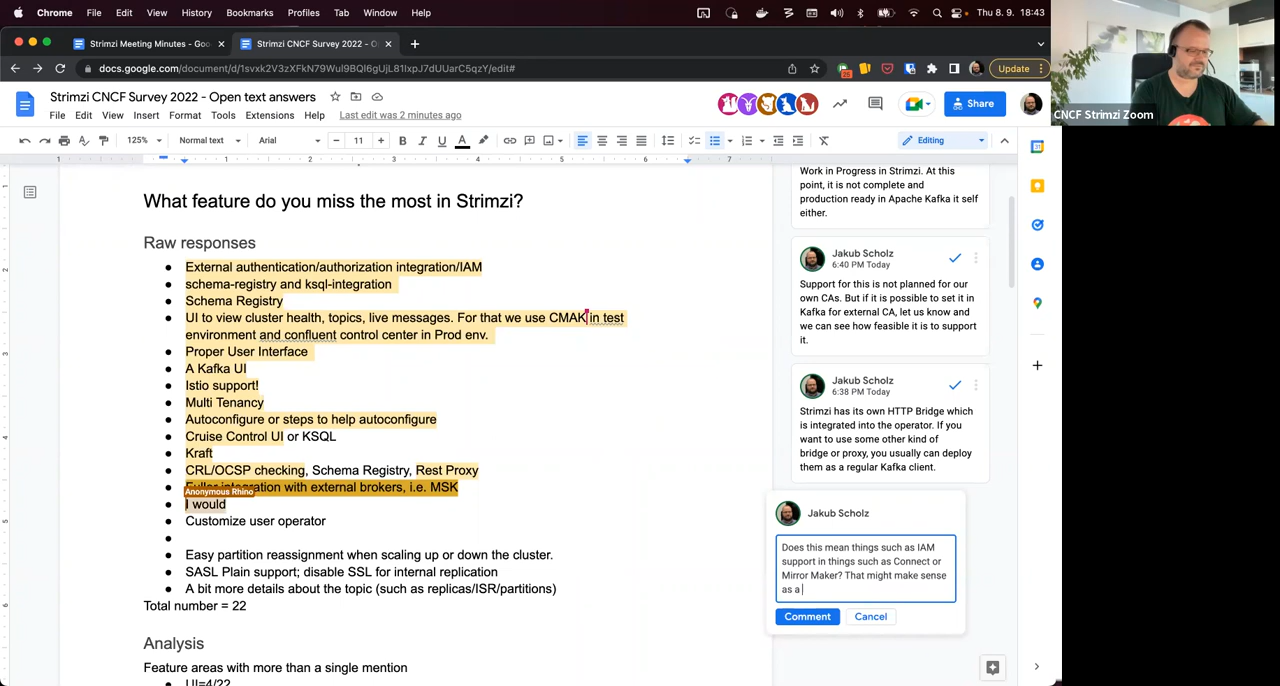 Chrome File Edit View History Bookmarks Profiles Tab Window Help Thu 8. 9. 18:43
Strimzi Meeting Minutes - Goo
Strimzi CNCF Survey 2022 - O
docs.google.com/document/d/1svxk2V3zXFkN79Wul9BQI6gUjL81IxpJ7dUUarC5qzY/edit#
26
Update
Strimzi CNCF Survey 2022 - Open text answers
File Edit View Insert Format Tools Extensions Help Last edit was 2 minutes ago
Share
125% Normal text Arial 11 Editing
What feature do you miss the most in Strimzi?
Raw responses
External authentication/authorization integration/IAM
schema-registry and ksql-integration
Schema Registry
UI to view cluster health, topics, live messages. For that we use CMAK in test
environment and confluent control center in Prod env.
Proper User Interface
A Kafka UI
Istio support!
Multi Tenancy
Autoconfigure or steps to help autoconfigure
Cruise Control UI or KSQL
Kraft
CRL/OCSP checking, Schema Registry, Rest Proxy
Fuller integration with external brokers, i.e. MSK
Anonymous Rhino
I would
Customize user operator
Easy partition reassignment when scaling up or down the cluster.
SASL Plain support; disable SSL for internal replication
A bit more details about the topic (such as replicas/ISR/partitions)
Total number = 22
Analysis
Feature areas with more than a single mention
UI=4/22
Work in Progress in Strimzi. At this
point, it is not complete and
production ready in Apache Kafka it self
either.
Jakub Scholz
6:40 PM Today
Support for this is not planned for our
own CAs. But if it is possible to set it in
Kafka for external CA, let us know and
we can see how feasible it is to support
it.
Jakub Scholz
6:38 PM Today
Strimzi has its own HTTP Bridge which
is integrated into the operator. If you
want to use some other kind of
bridge or proxy, you usually can deploy
them as a regular Kafka client.
Jakub Scholz
Does this mean things such as IAM
support in things such as Connect or
Mirror Maker? That might make sense
as a
Comment Cancel
CNCF Strimzi Zoom